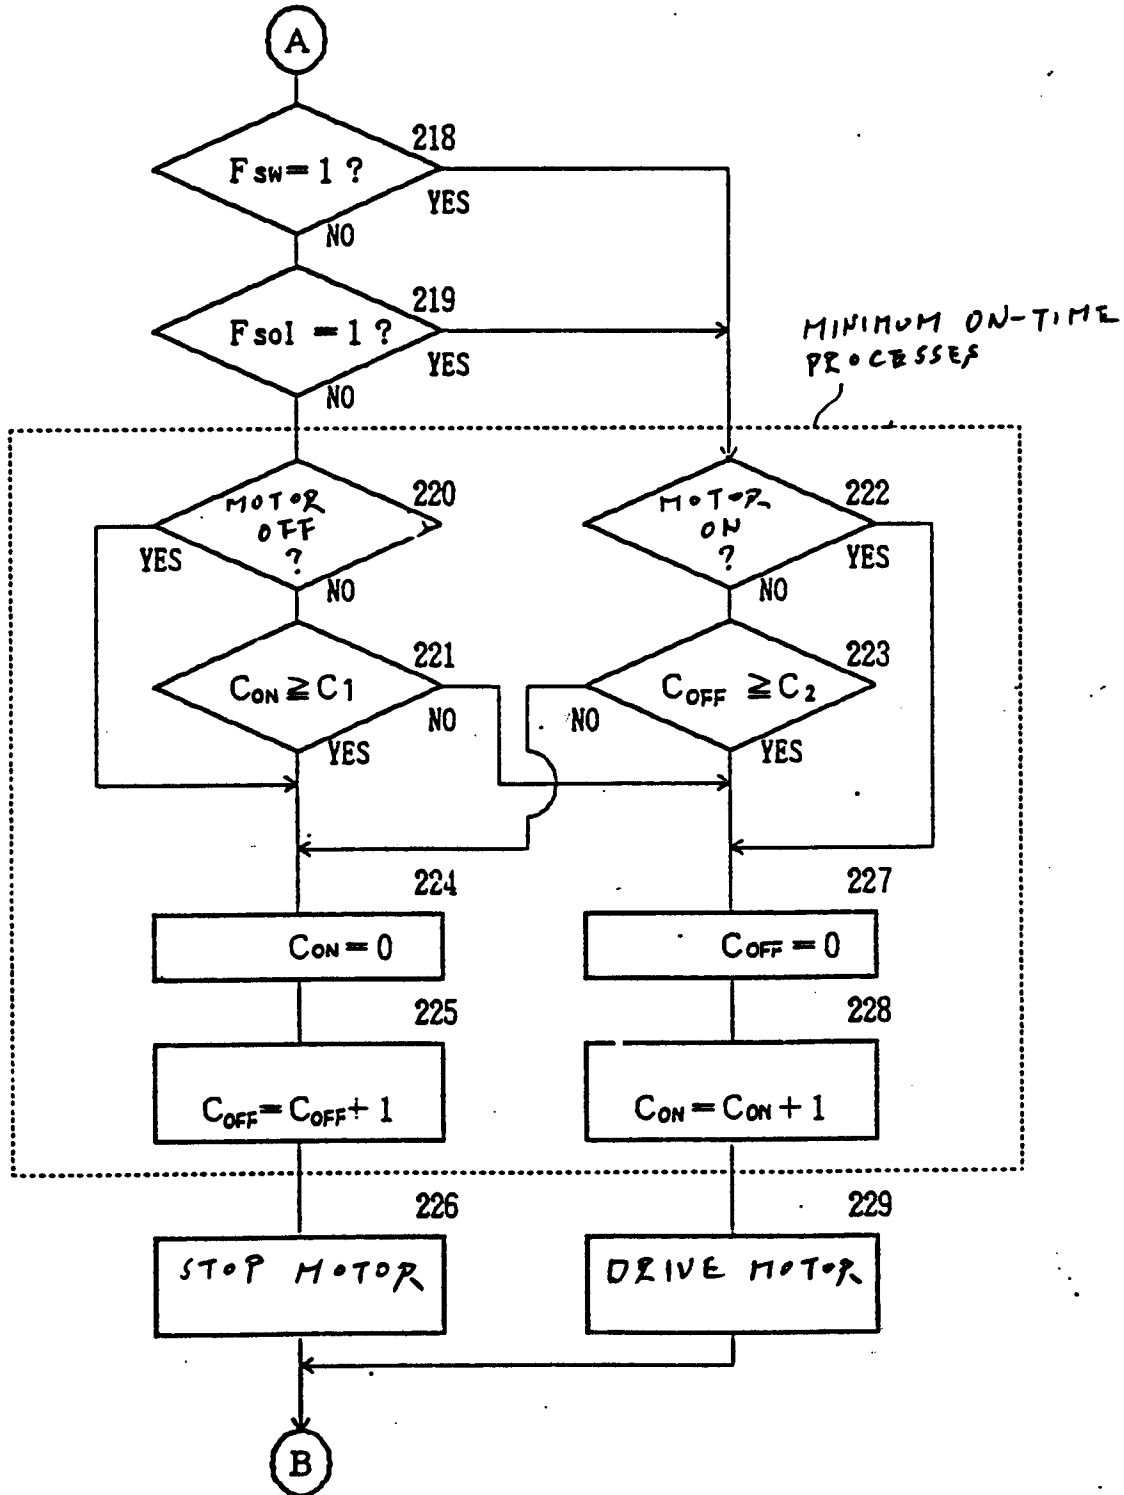 A
218
Fsw=1?
YES
NO
219
Fsol=1?
YES
NO
MINIMUM ON-TIME
PROCESSES
220
MOTOR
OFF
?
YES
NO
222
MOTOR
ON
?
YES
NO
221
CON≧C1
NO
YES
223
COFF≧C2
NO
YES
224
CON=0
227
COFF=0
225
COFF=COFF+1
228
CON=CON+1
226
STOP MOTOR
229
DRIVE MOTOR
B